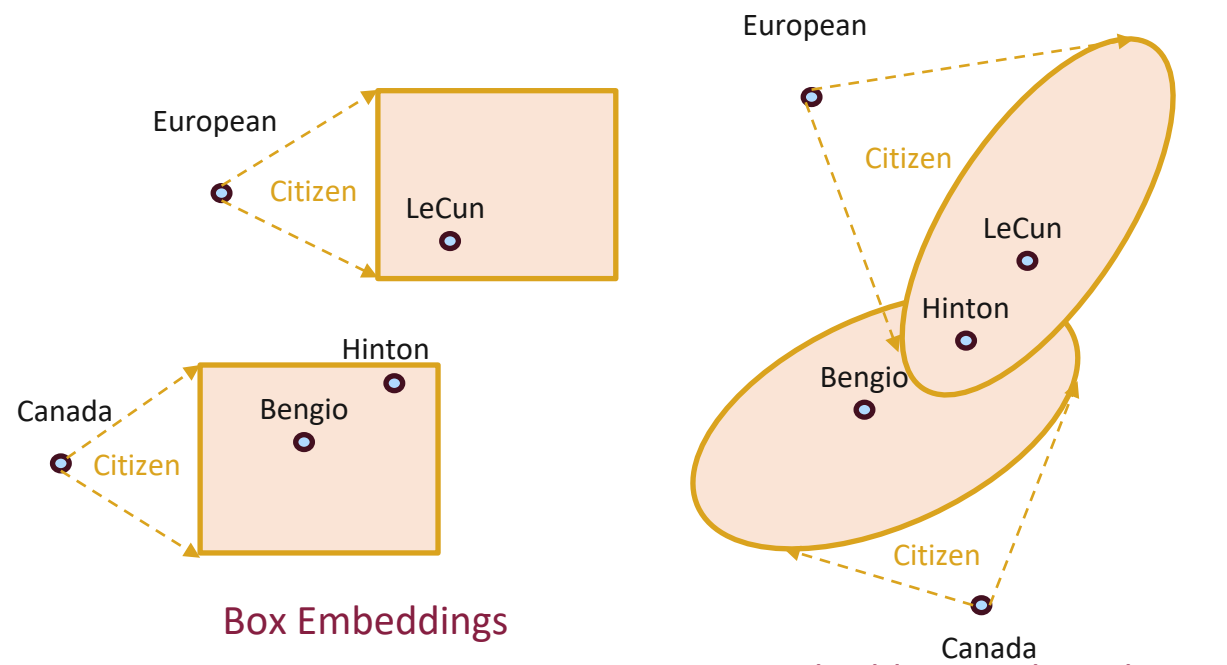 European
Citizen
LeCun
Hinton
Canada
Bengio
Citizen
Box Embeddings
European
Citizen
LeCun
Hinton
Bengio
Citizen
Canada